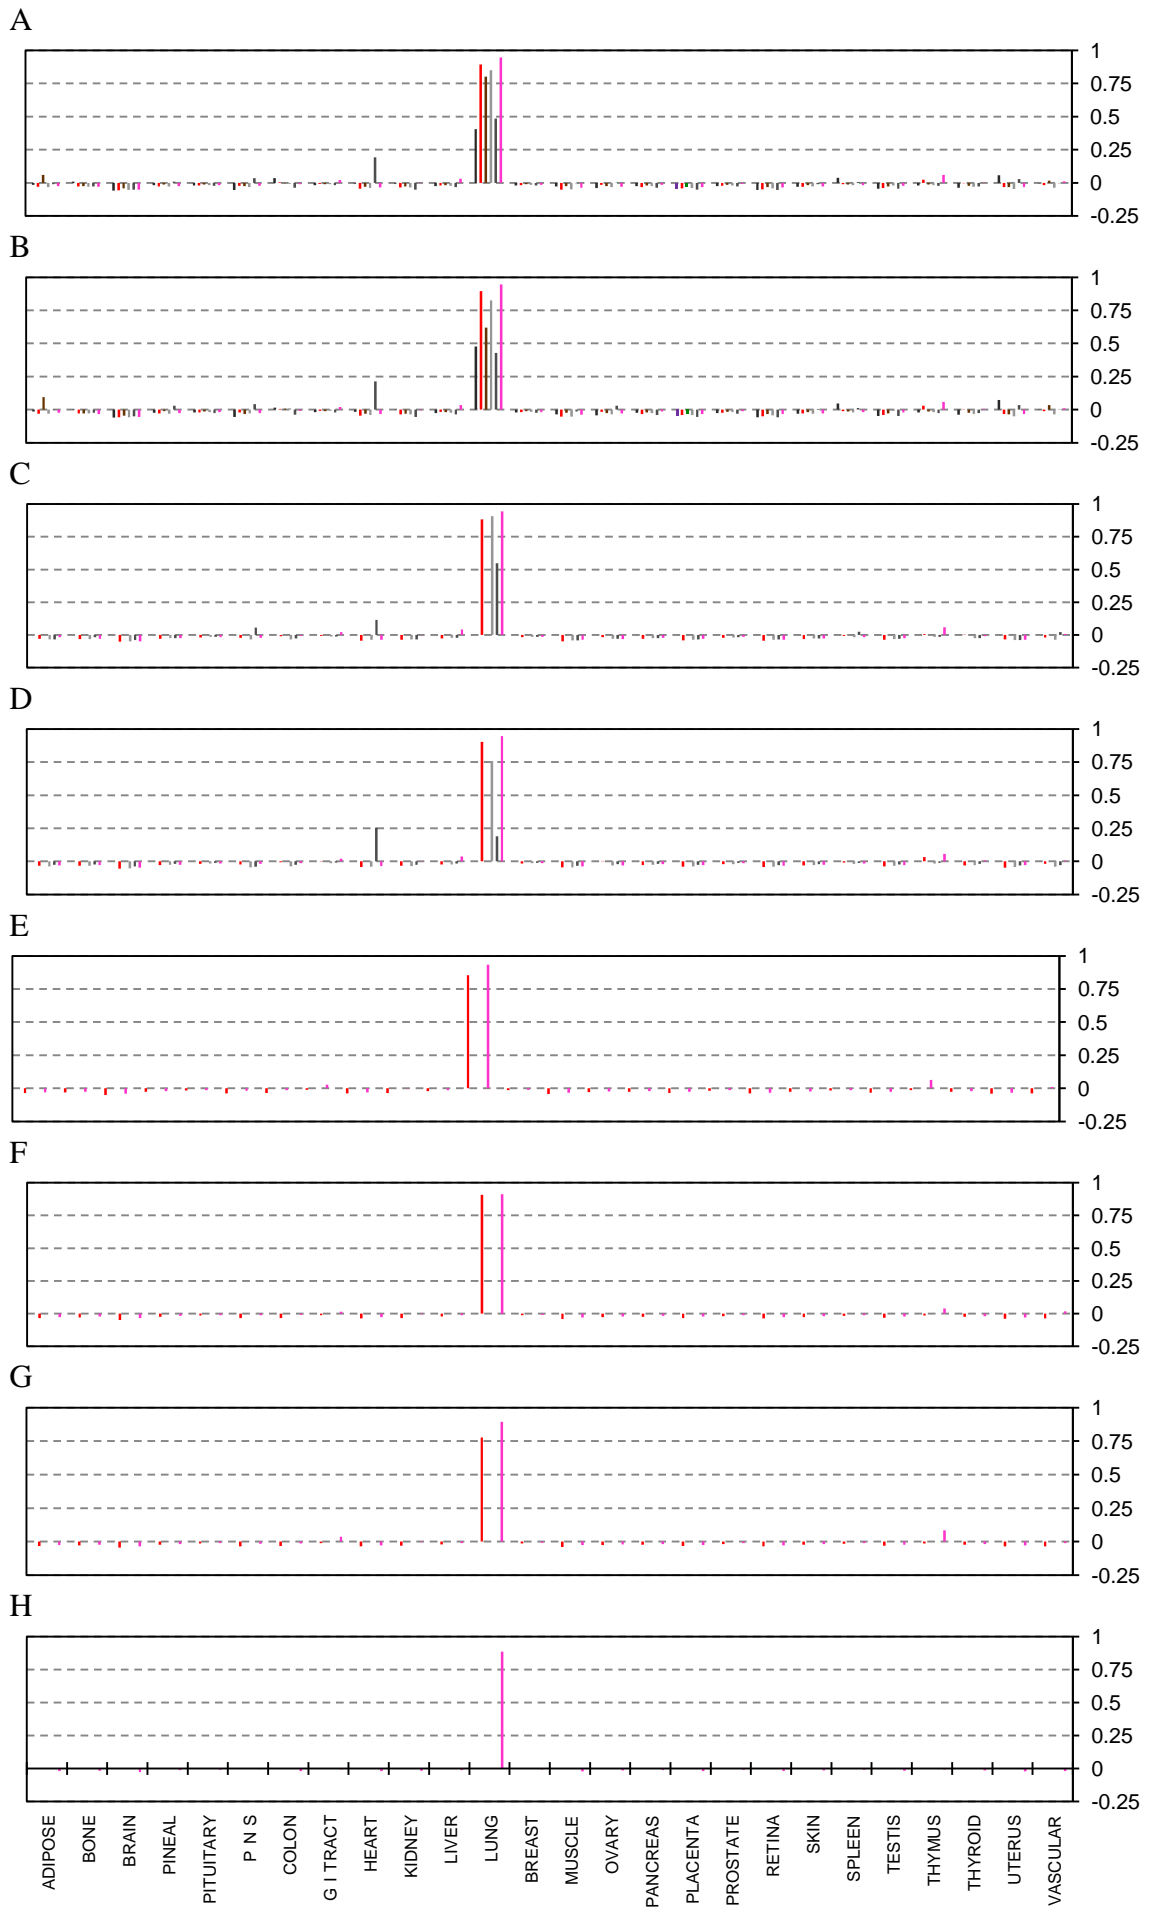 A
1
0.75
0.5
0.25
0
-0.25
B
1
0.75
0.5
0.25
0
-0.25
C
1
0.75
0.5
0.25
0
-0.25
D
1
0.75
0.5
0.25
0
-0.25
E
1
0.75
0.5
0.25
0
-0.25
F
1
0.75
0.5
0.25
0
-0.25
G
1
0.75
0.5
0.25
0
-0.25
H
1
0.75
0.5
0.25
0
-0.25
ADIPOSE
BONE
BRAIN
PINEAL
PITUITARY
P N S
COLON
G I TRACT
HEART
KIDNEY
LIVER
LUNG
BREAST
MUSCLE
OVARY
PANCREAS
PLACENTA
PROSTATE
RETINA
SKIN
SPLEEN
TESTIS
THYMUS
THYROID
UTERUS
VASCULAR